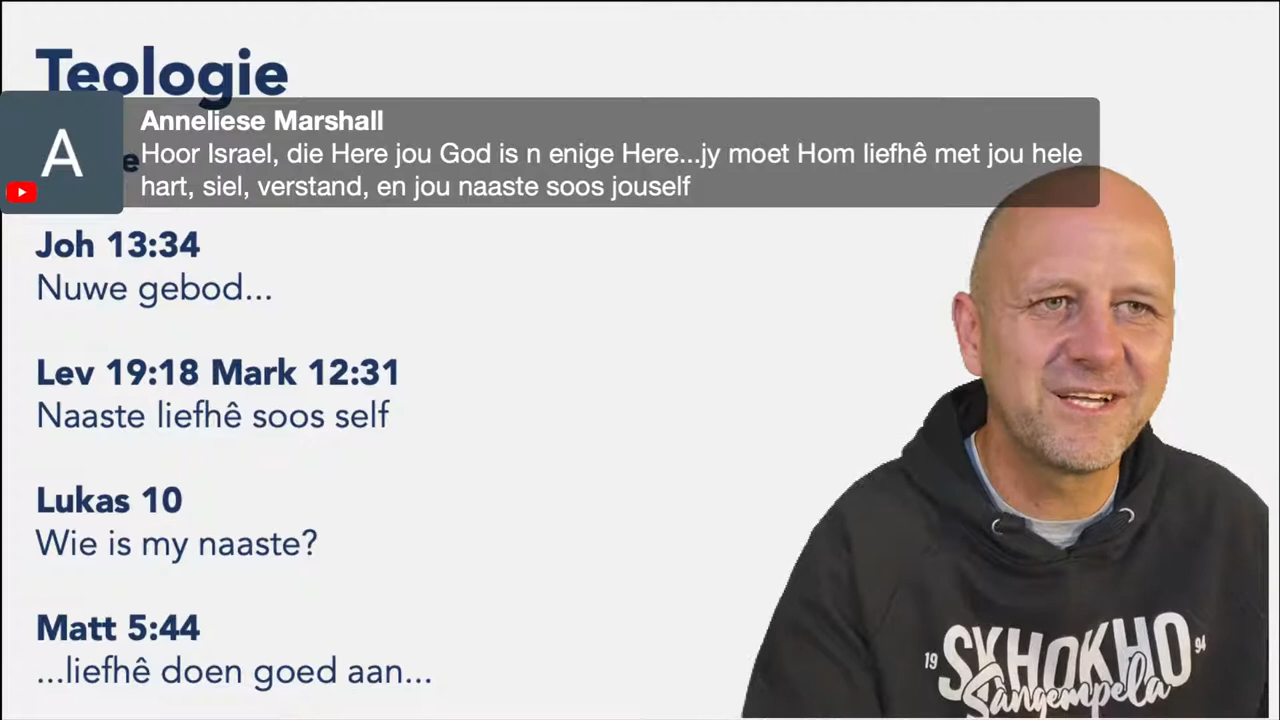 Teologie
Anneliese Marshall
A
Hoor Israel, die Here jou God is n enige Here...jy moet Hom liefhê met jou hele
hart, siel, verstand, en jou naaste soos jouself
Joh 13:34
Nuwe gebod...
Lev 19:18 Mark 12:31
Naaste liefhê soos self
Lukas 10
Wie is my naaste?
Matt 5:44
...liefhê doen goed aan...
19 SKHOKHO 94
Sangempela